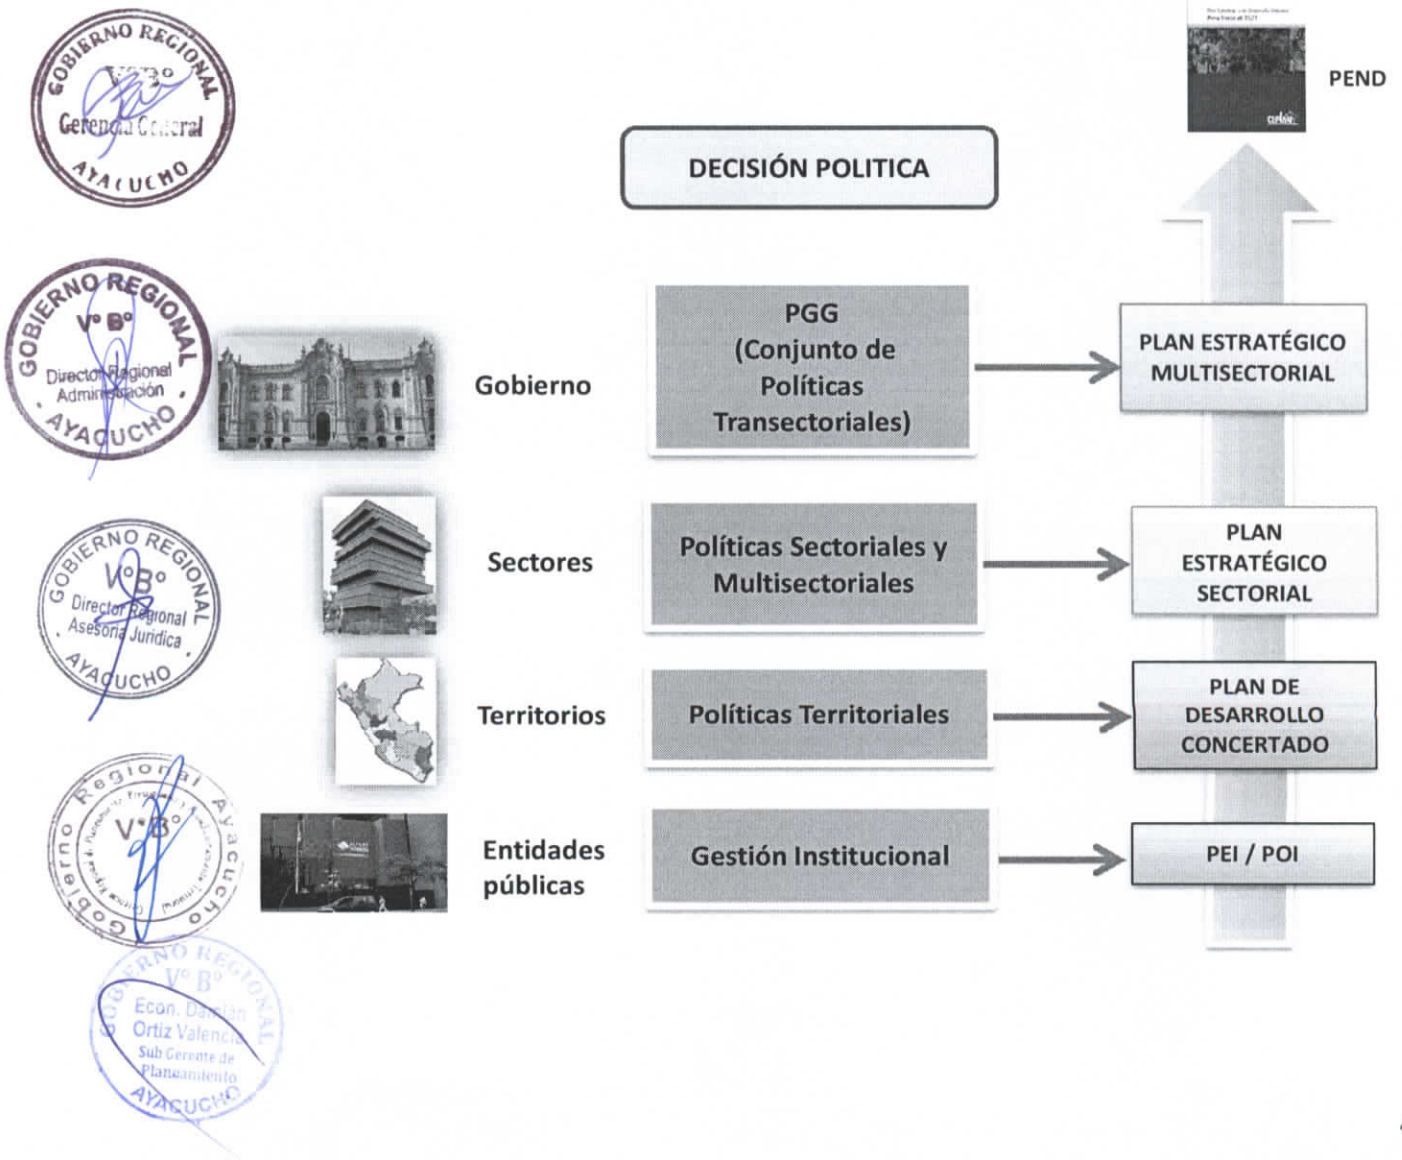 PEND
DECISIÓN POLITICA
Gobierno
PGG
(Conjunto de
Políticas
Transectoriales)
PLAN ESTRATÉGICO
MULTISECTORIAL
Sectores
Políticas Sectoriales y
Multisectoriales
PLAN
ESTRATÉGICO
SECTORIAL
Territorios
Políticas Territoriales
PLAN DE
DESARROLLO
CONCERTADO
Entidades
públicas
Gestión Institucional
PEI / POI
GOBIERNO REGIONAL
V°B°
Gerencia General
AYACUCHO
GOBIERNO REGIONAL
V° B°
Director Regional
Administración
AYACUCHO
GOBIERNO REGIONAL
V°B°
Director Regional
Asesoría Jurídica
AYACUCHO
Gobierno Regional Ayacucho
V°B°
GOBIERNO REGIONAL
V° B°
Econ. Damian
Ortiz Valencia
Sub Gerente de
Planeamiento
AYACUCHO